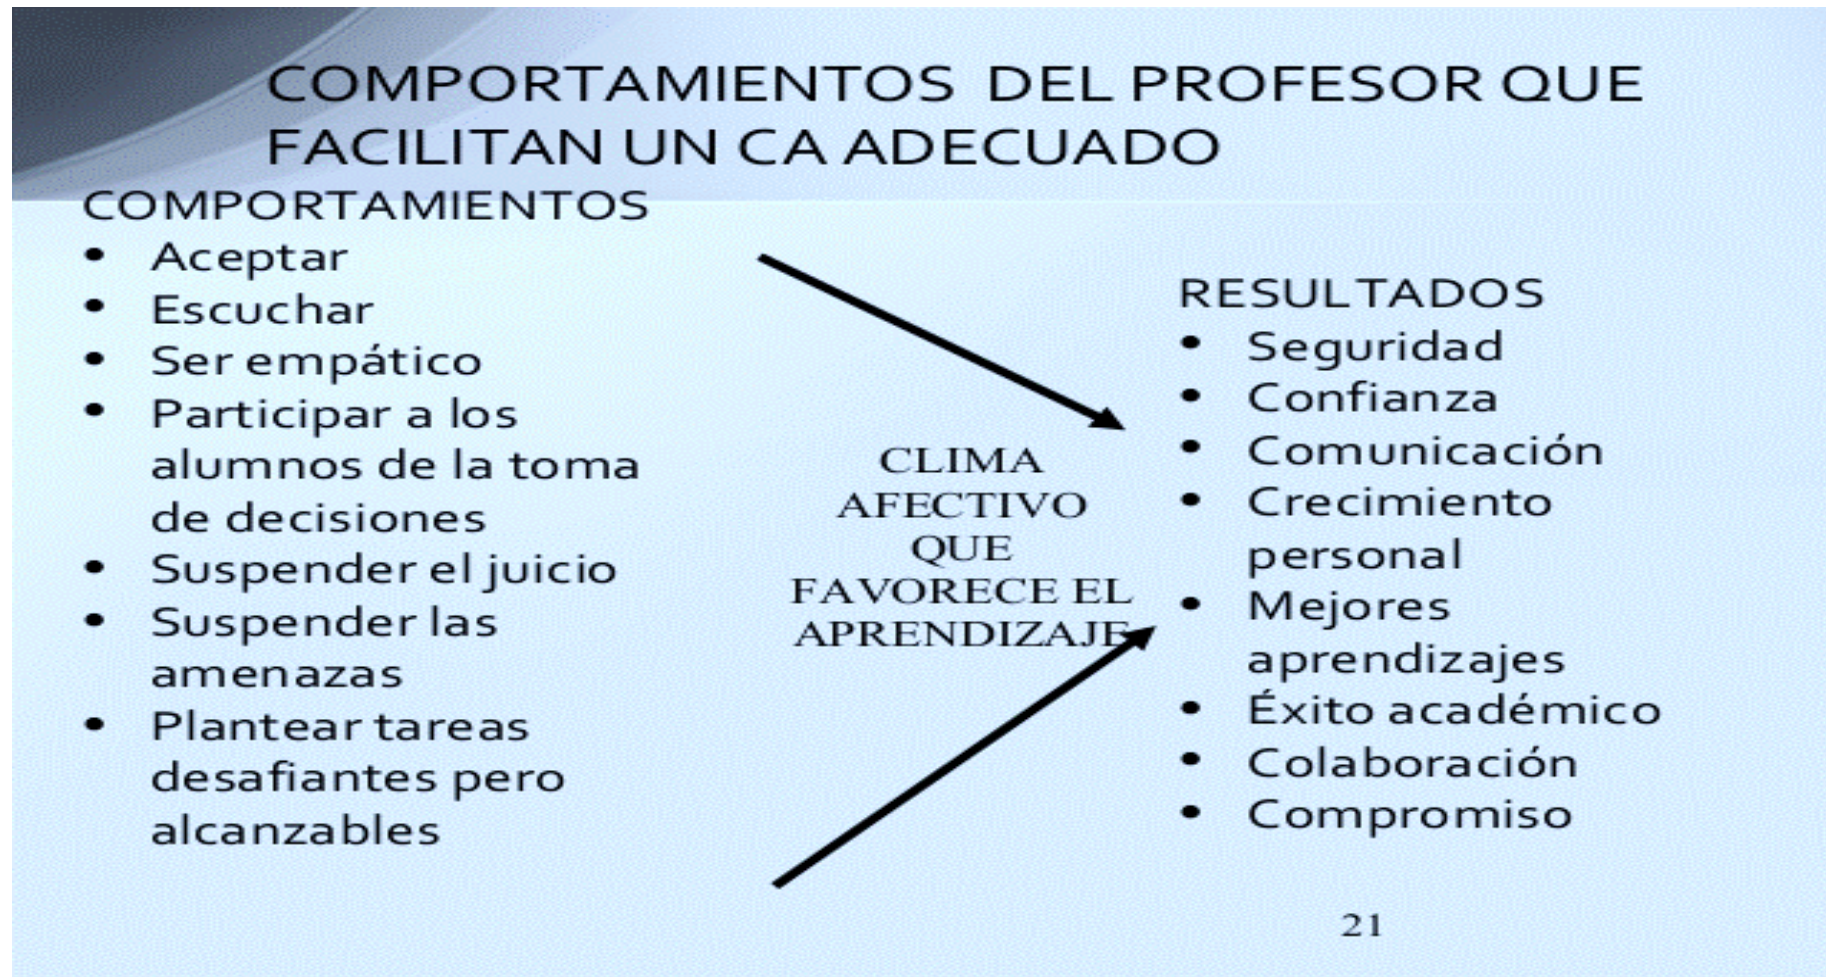 COMPORTAMIENTOS DEL PROFESOR QUE
FACILITAN UN CA ADECUADO
COMPORTAMIENTOS
• Aceptar
• Escuchar
• Ser empático
• Participar a los
alumnos de la toma
de decisiones
• Suspender el juicio
• Suspender las
amenazas
• Plantear tareas
desafiantes pero
alcanzables
CLIMA
AFECTIVO
QUE
FAVORECE EL
APRENDIZAJE
RESULTADOS
• Seguridad
• Confianza
• Comunicación
• Crecimiento
personal
• Mejores
aprendizajes
• Éxito académico
• Colaboración
• Compromiso
21